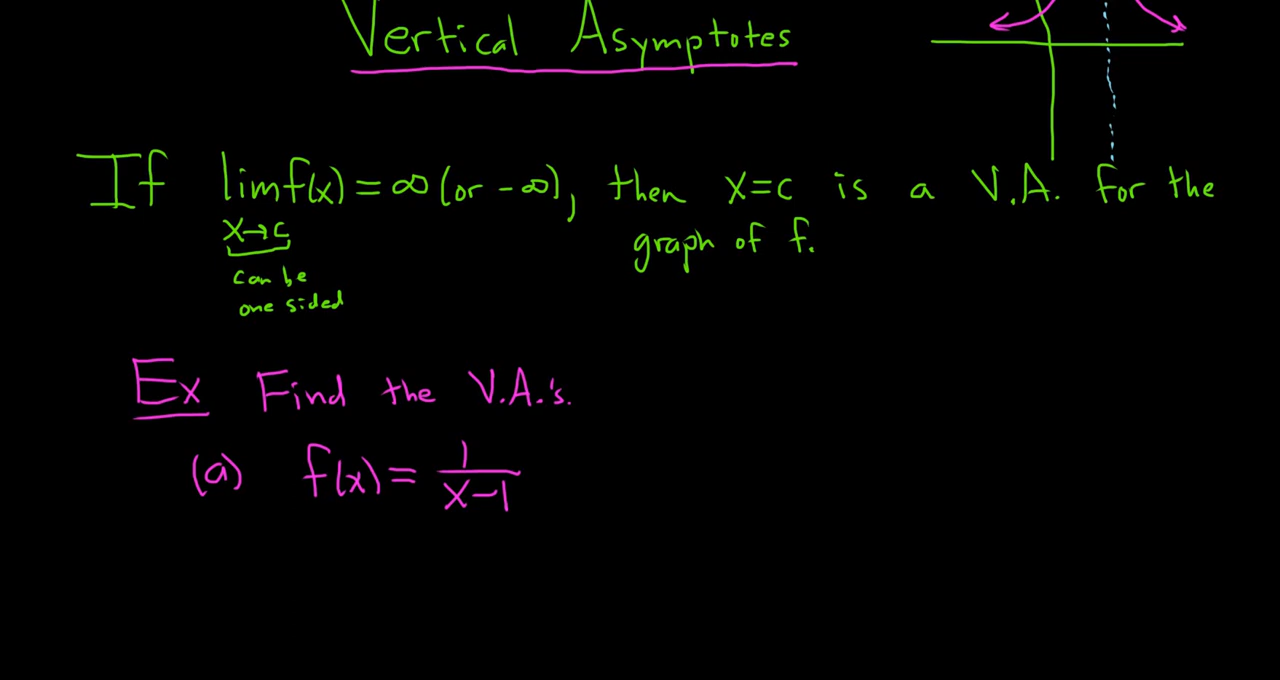 Vertical Asymptotes
If lim f(x) = ∞ (or -∞), then x=c is a V.A. for the
x→c
graph of f.
can be
one sided
Ex Find the V.A.'s.
(a) f(x) = 1/(x-1)